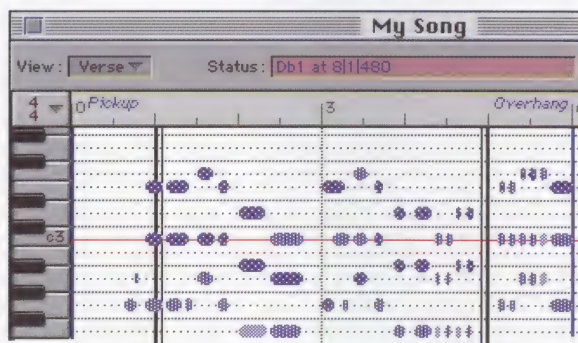 My Song
View: Verse Status: Db1 at 8|1|480
4
4 0 Pickup 3 Overhang
c3